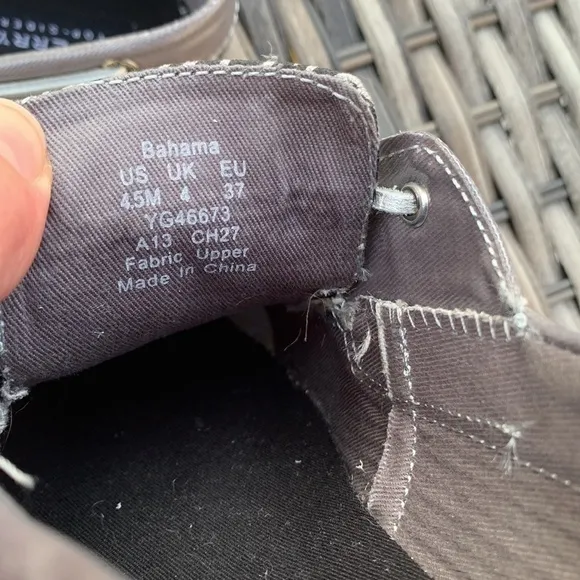 Bahama
US UK EU
4.5M 4 37
YG46673
A13 CH27
Fabric Upper
Made In China